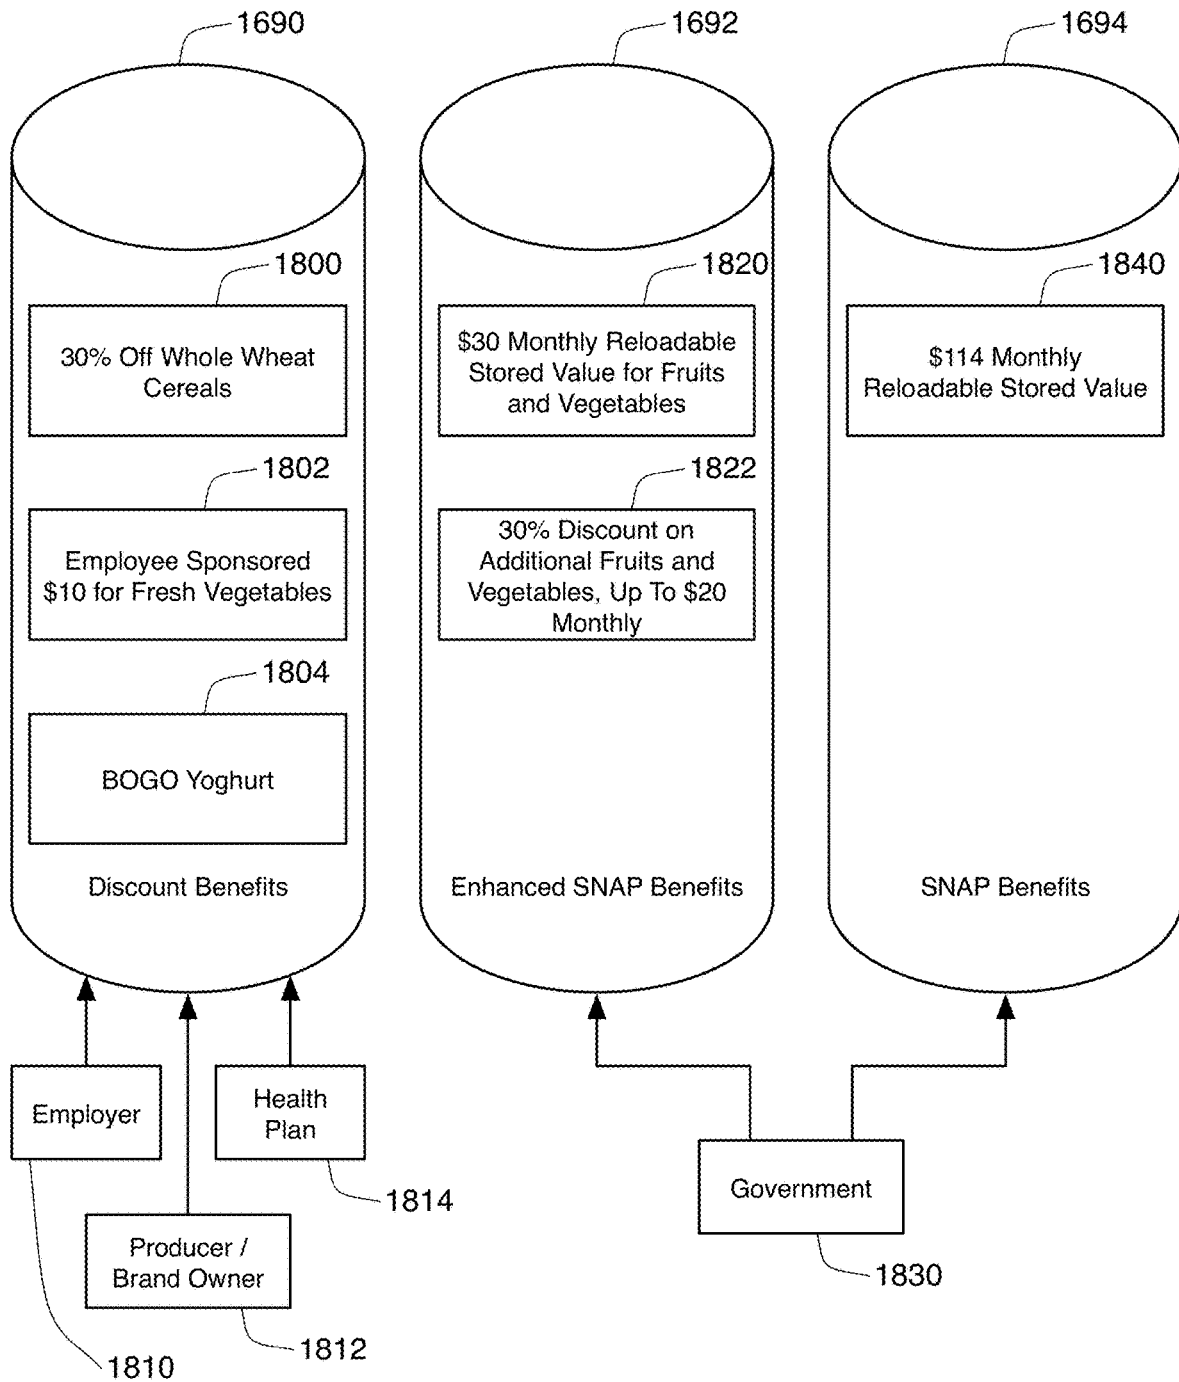 1690
1692
1694
1800
30% Off Whole Wheat
Cereals
1802
Employee Sponsored
$10 for Fresh Vegetables
1804
BOGO Yoghurt
Discount Benefits
1820
$30 Monthly Reloadable
Stored Value for Fruits
and Vegetables
1822
30% Discount on
Additional Fruits and
Vegetables, Up To $20
Monthly
Enhanced SNAP Benefits
1840
$114 Monthly
Reloadable Stored Value
SNAP Benefits
Employer
1810
Producer /
Brand Owner
1812
Health
Plan
1814
Government
1830